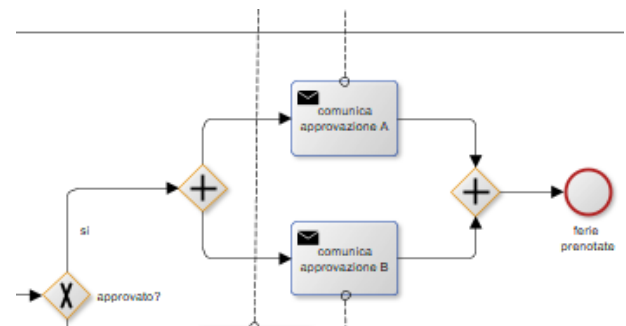 comunica
approvazione A
si
ferie
prenotate
comunica
approvazione B
approvato?